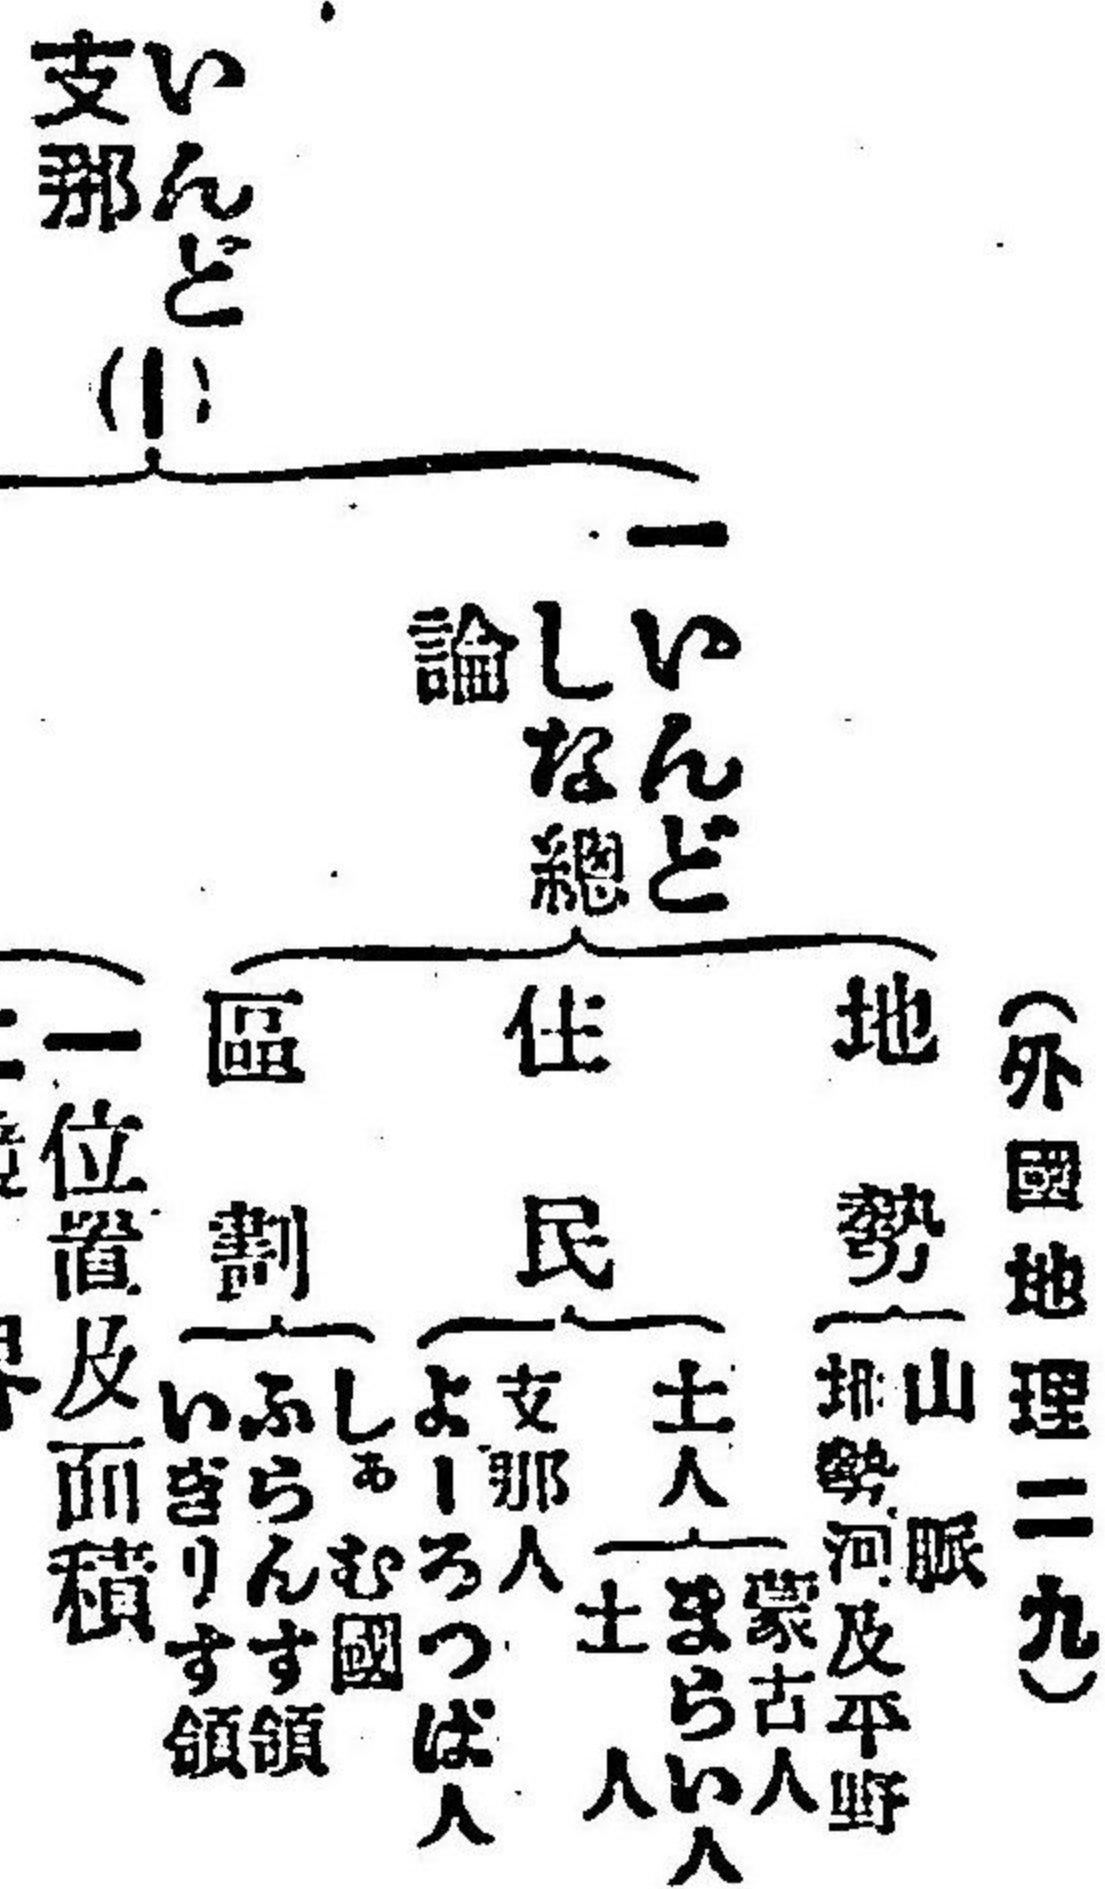 (外國地理二九)
いんど
支那
(一)
一
いんど
しな總
論
地勢
山脈
地勢河及平野
住民
土人
蒙古人
まらい人
土人
支那人
よーろつぱ人
區劃
しあむ國
ふらんす領
いぎりす領
一位置及面積